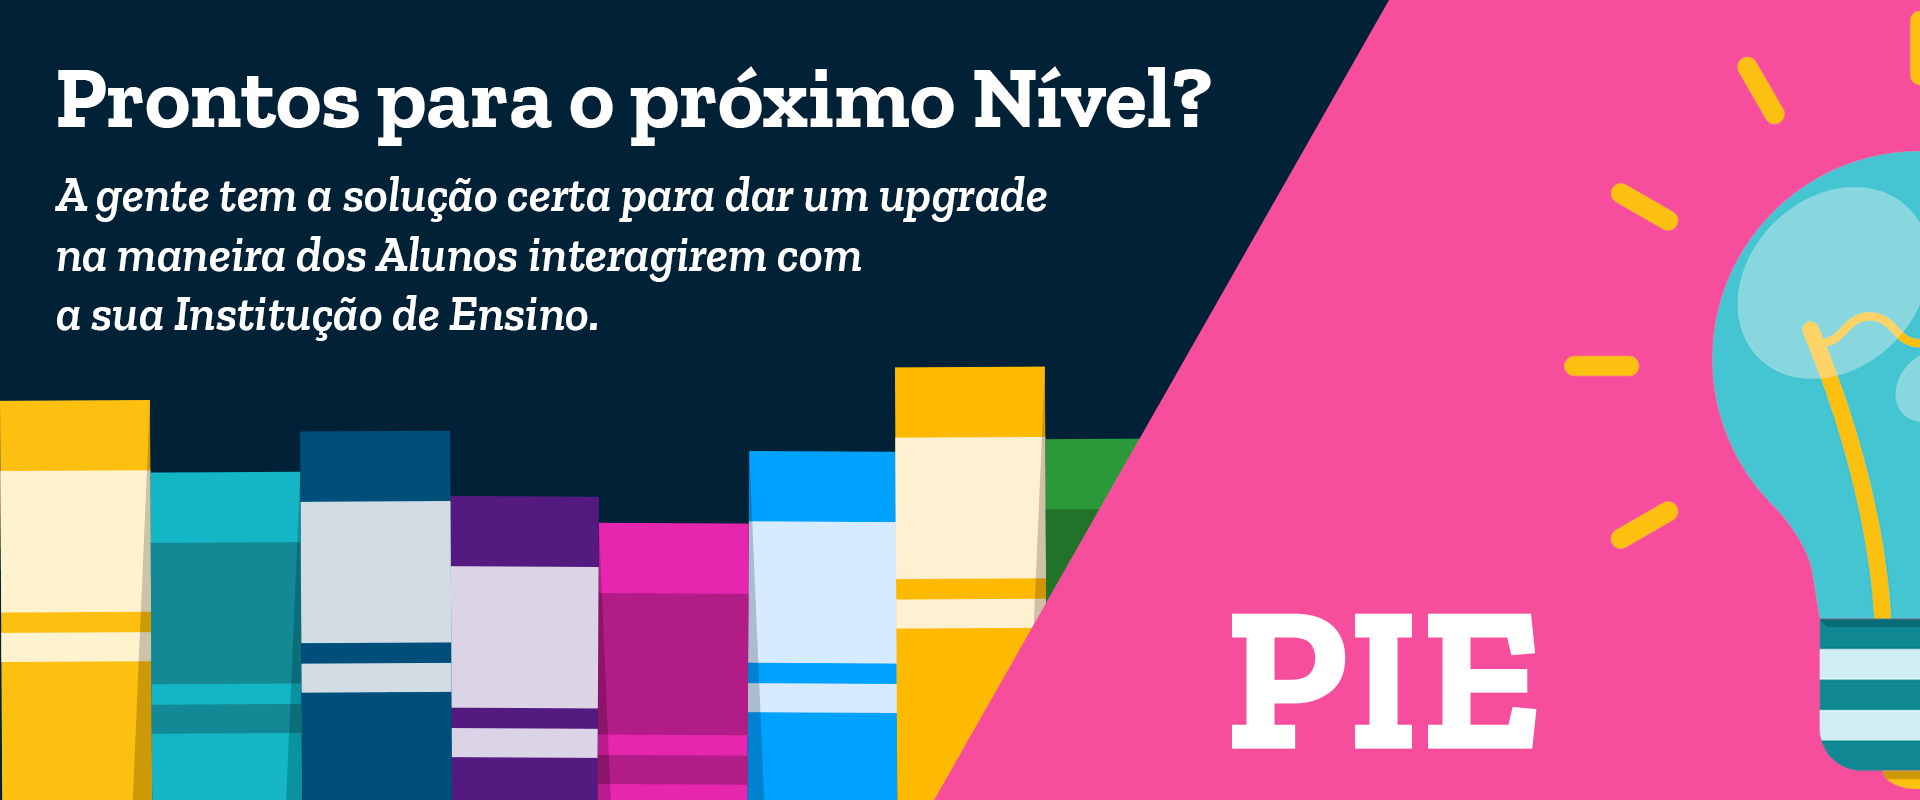 Prontos para o próximo Nível?
A gente tem a solução certa para dar um upgrade
na maneira dos Alunos interagirem com
a sua Institução de Ensino.
PIE